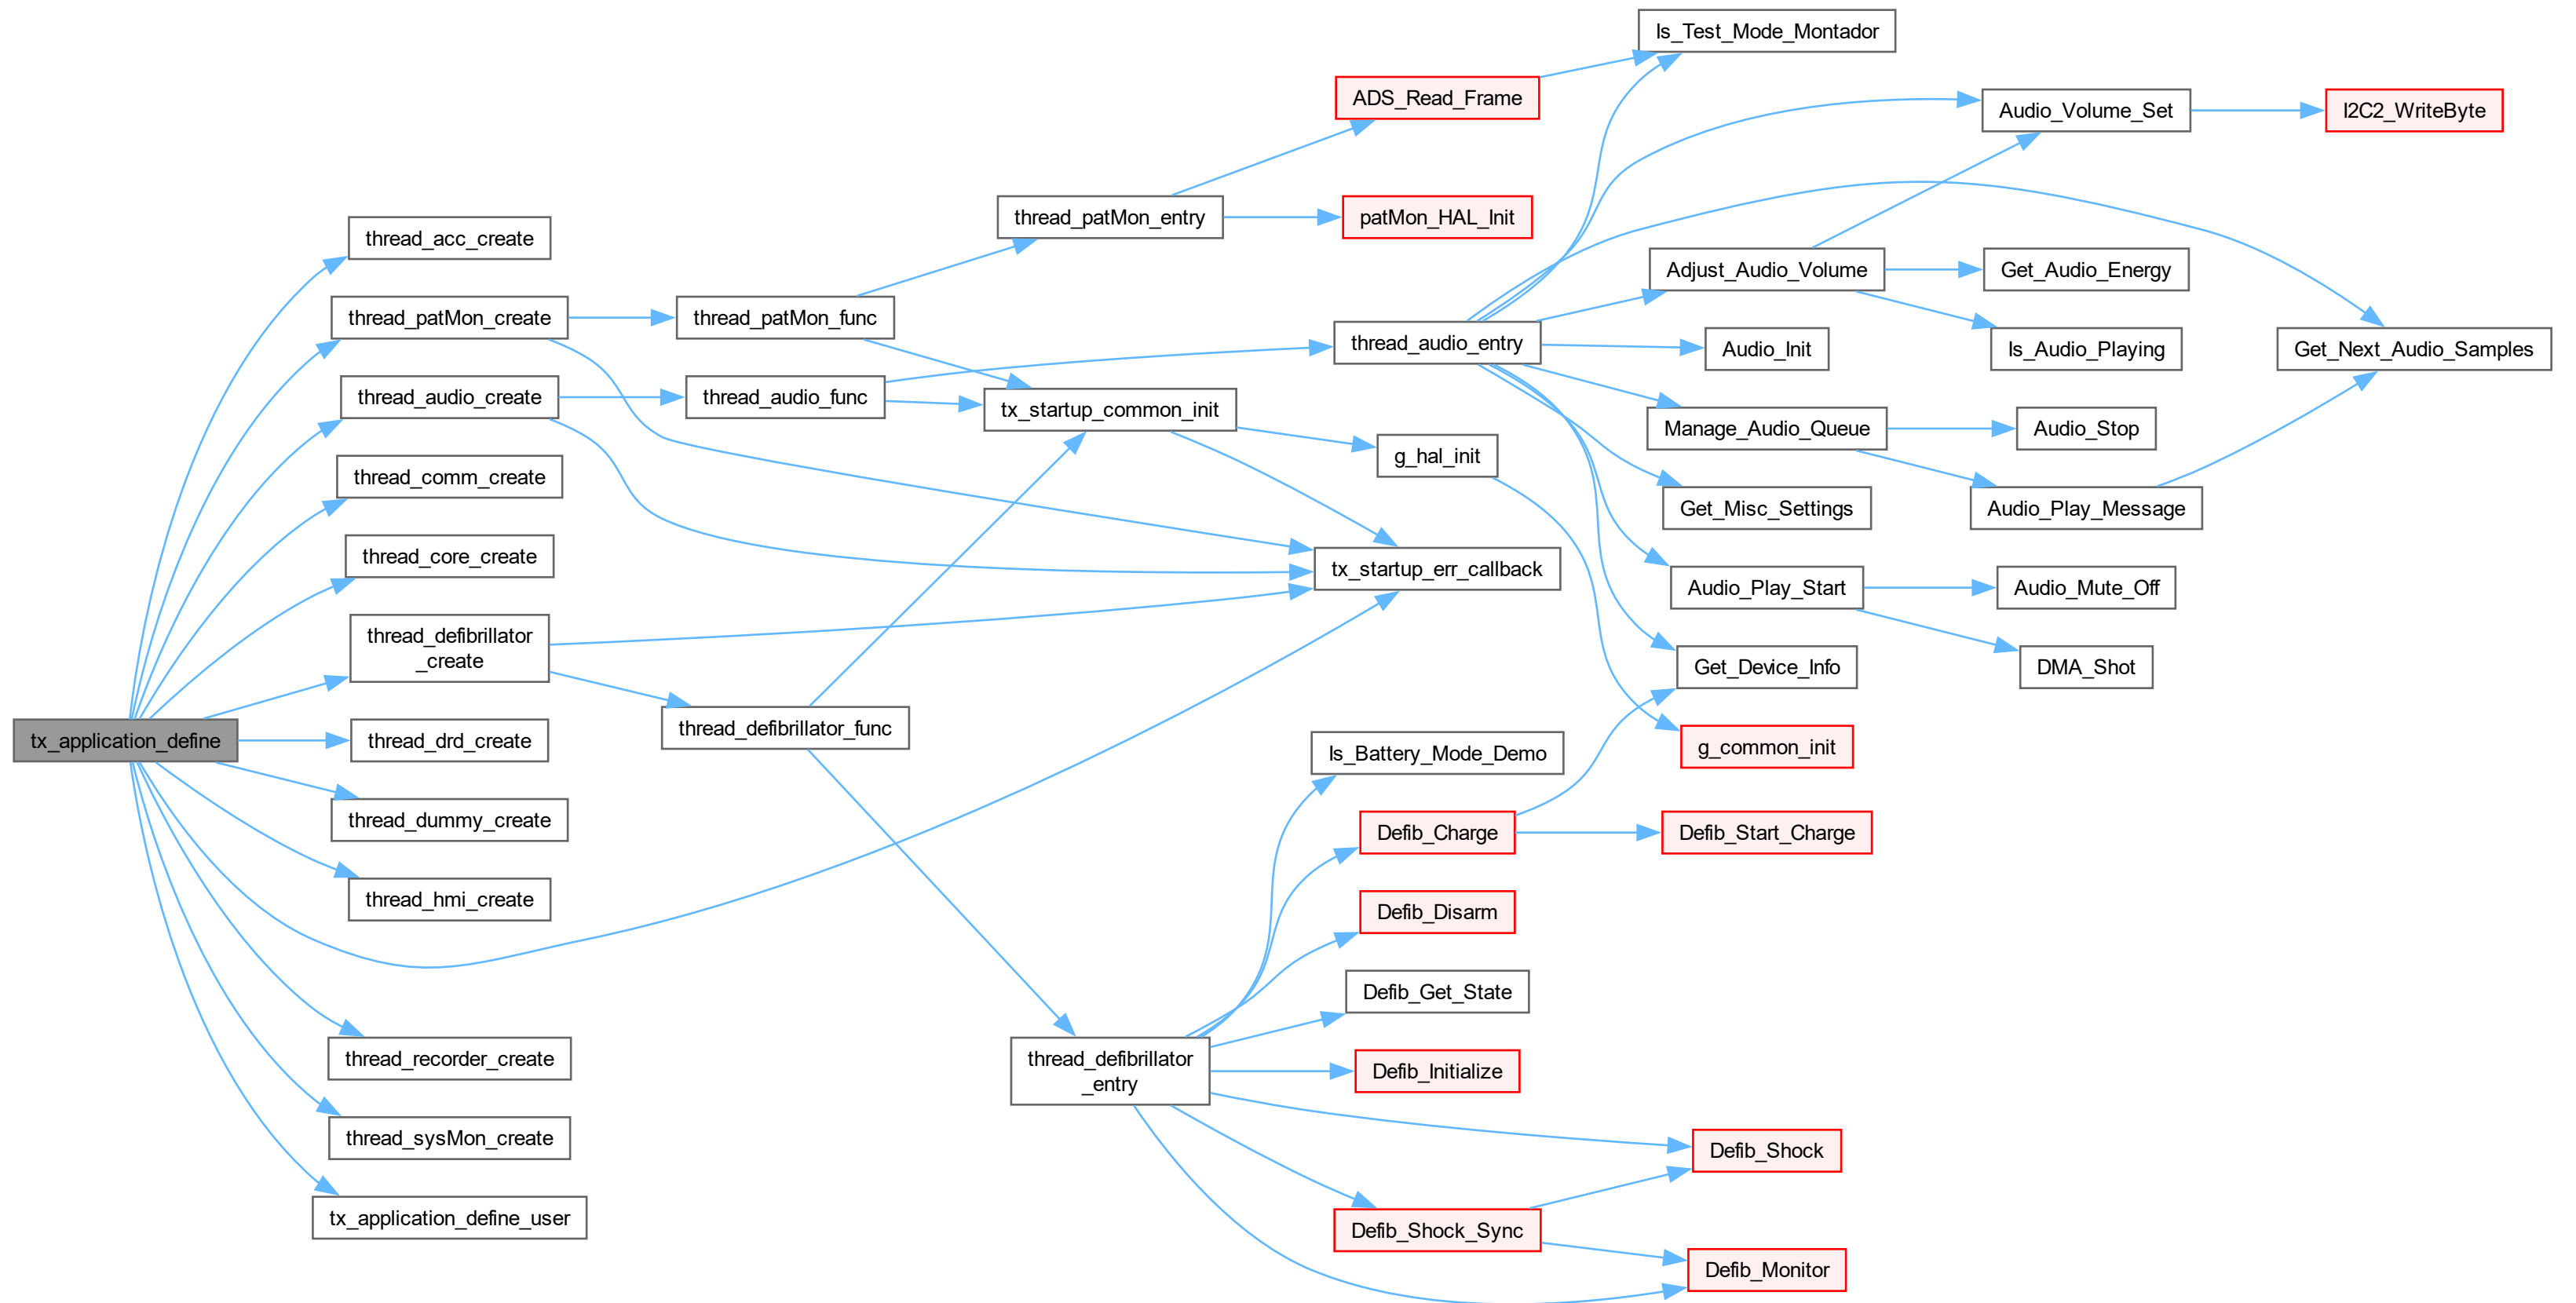 tx_application_define
thread_acc_create
thread_patMon_create
thread_audio_create
thread_comm_create
thread_core_create
thread_defibrillator
_create
thread_drd_create
thread_dummy_create
thread_hmi_create
thread_recorder_create
thread_sysMon_create
tx_application_define_user
thread_patMon_func
thread_audio_func
thread_defibrillator_func
thread_patMon_entry
tx_startup_common_init
thread_defibrillator
_entry
ADS_Read_Frame
patMon_HAL_Init
thread_audio_entry
g_hal_init
tx_startup_err_callback
Is_Battery_Mode_Demo
Defib_Charge
Defib_Disarm
Defib_Get_State
Defib_Initialize
Defib_Shock_Sync
Is_Test_Mode_Montador
Adjust_Audio_Volume
Audio_Init
Manage_Audio_Queue
Get_Misc_Settings
Audio_Play_Start
Get_Device_Info
g_common_init
Defib_Start_Charge
Defib_Shock
Defib_Monitor
Audio_Volume_Set
Get_Audio_Energy
Is_Audio_Playing
Audio_Stop
Audio_Play_Message
Audio_Mute_Off
DMA_Shot
I2C2_WriteByte
Get_Next_Audio_Samples